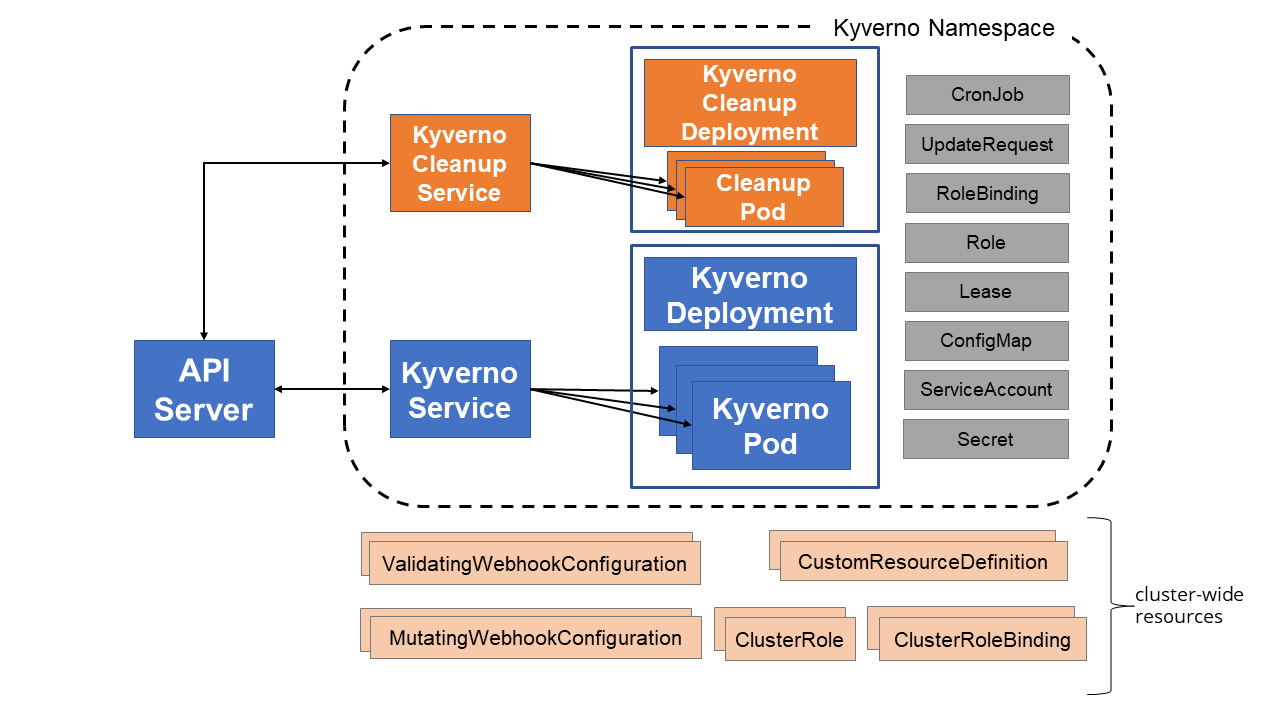 Kyverno Namespace
Kyverno
Cleanup
Deployment
Cleanup
Pod
Kyverno
Cleanup
Service
Kyverno
Deployment
Kyverno
Pod
API
Server
Kyverno
Service
CronJob
UpdateRequest
RoleBinding
Role
Lease
ConfigMap
ServiceAccount
Secret
ValidatingWebhookConfiguration
CustomResourceDefinition
MutatingWebhookConfiguration
ClusterRole
ClusterRoleBinding
cluster-wide
resources